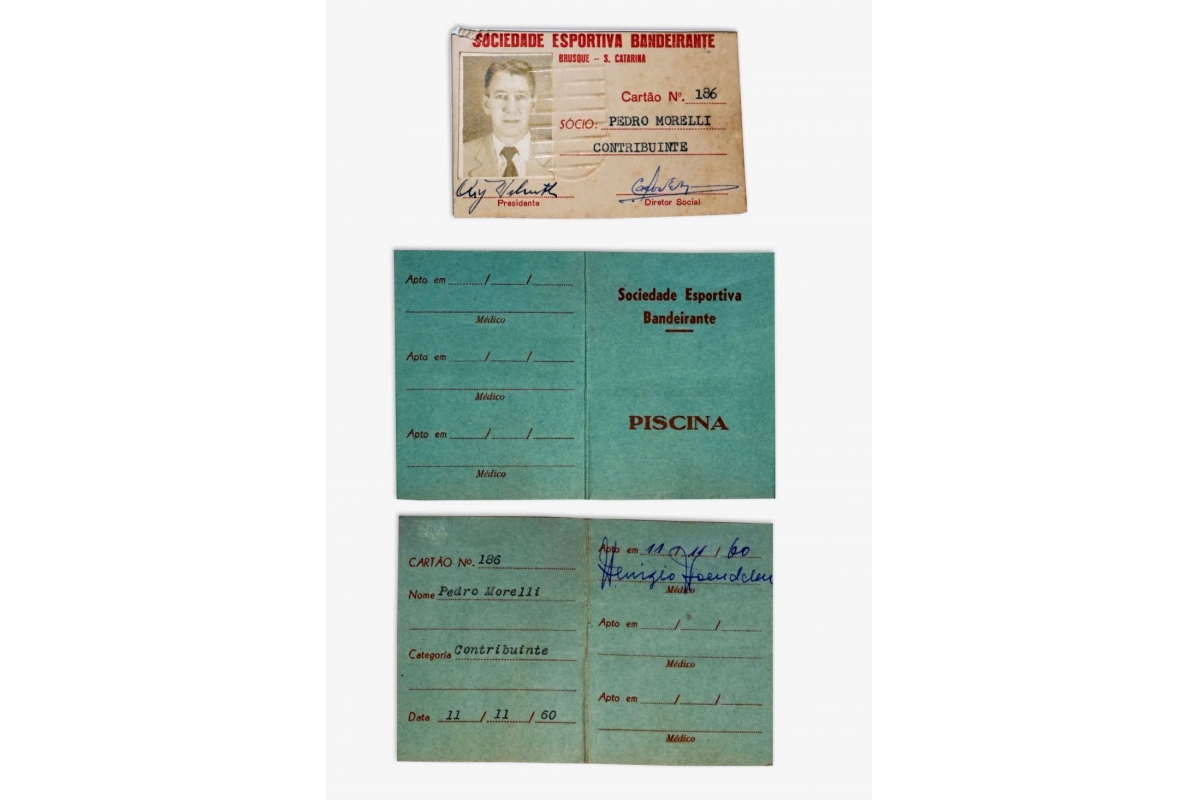 SOCIEDADE ESPORTIVA BANDEIRANTE
BRUSQUE - S. CATARINA
Cartão Nº. 186
SÓCIO: PEDRO MORELLI
CONTRIBUINTE
Presidente
Diretor Social
Apto em / /
Médico
Apto em / /
Médico
Apto em / /
Médico
Sociedade Esportiva
Bandeirante
PISCINA
CARTÃO Nº. 186
Nome Pedro Morelli
Categoria Contribuinte
Data 11 / 11 / 60
Apto em 11 / 11 / 60
Médico
Apto em / /
Médico
Apto em / /
Médico